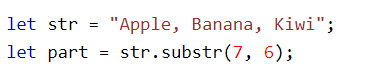 let str = "Apple, Banana, Kiwi";
let part = str.substr(7, 6);